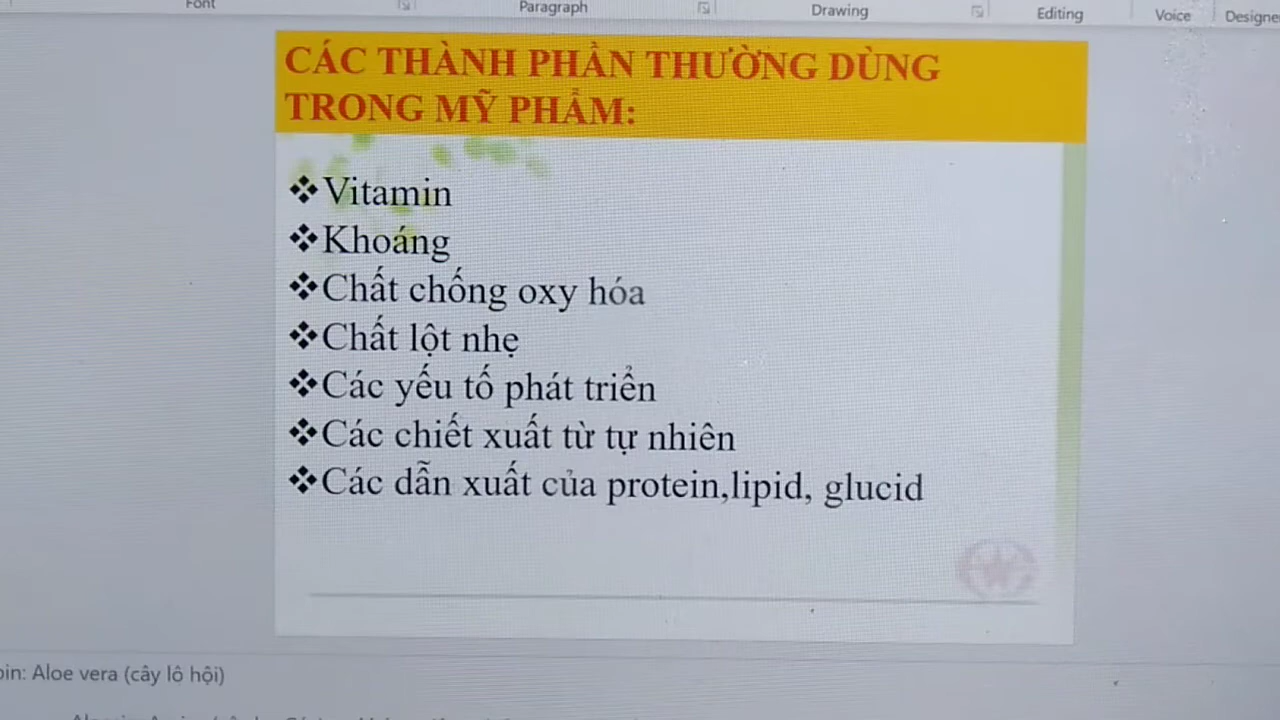 Font
Paragraph
Drawing
Editing
Voice
CÁC THÀNH PHẦN THƯỜNG DÙNG
TRONG MỸ PHẨM:
❖Vitamin
❖Khoáng
❖Chất chống oxy hóa
❖Chất lột nhẹ
❖Các yếu tố phát triển
❖Các chiết xuất từ tự nhiên
❖Các dẫn xuất của protein,lipid, glucid
Aloe vera (cây lô hội)